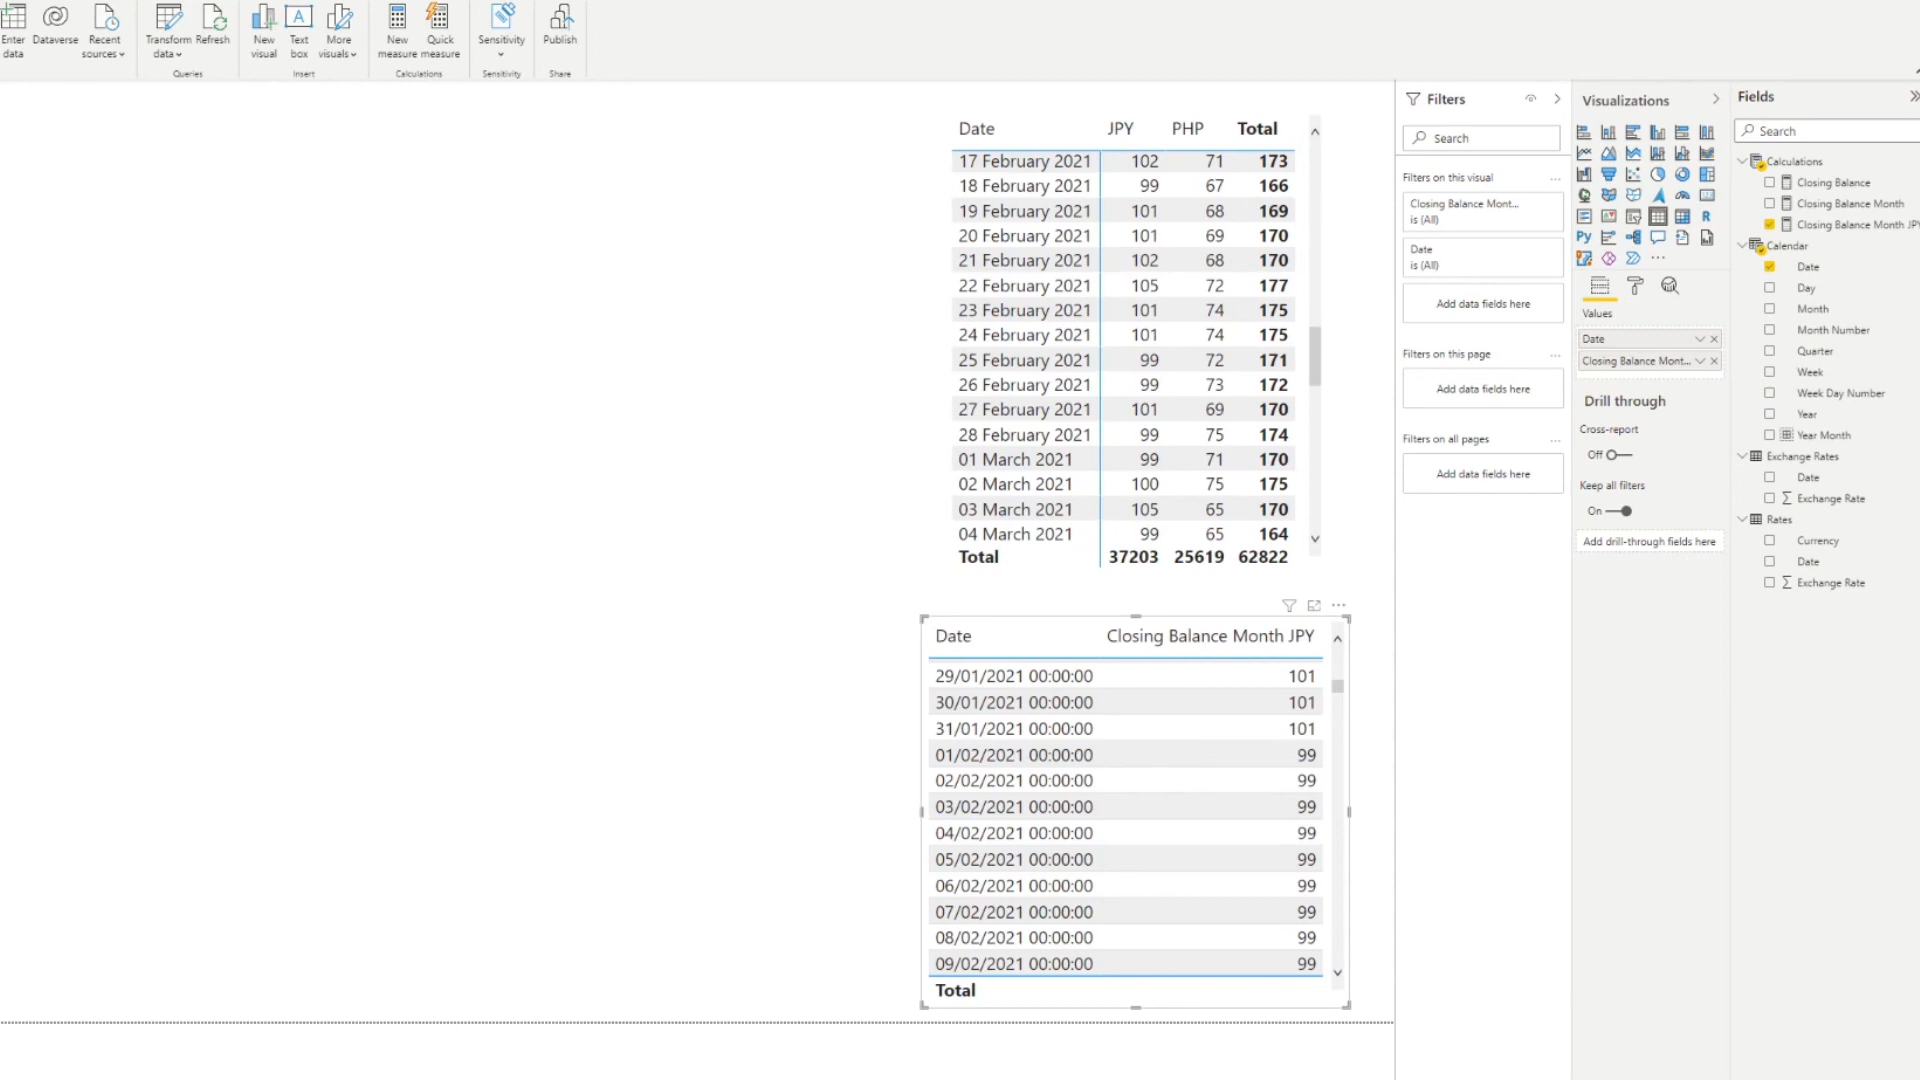 Enter data
Dataverse
Recent sources
Transform data
Refresh
New visual
Text box
More visuals
New measure
Quick measure
Sensitivity
Publish
Queries
Insert
Calculations
Sensitivity
Share
Date JPY PHP Total
17 February 2021 102 71 173
18 February 2021 99 67 166
19 February 2021 101 68 169
20 February 2021 101 69 170
21 February 2021 102 68 170
22 February 2021 105 72 177
23 February 2021 101 74 175
24 February 2021 101 74 175
25 February 2021 99 72 171
26 February 2021 99 73 172
27 February 2021 101 69 170
28 February 2021 99 75 174
01 March 2021 99 71 170
02 March 2021 100 75 175
03 March 2021 105 65 170
04 March 2021 99 65 164
Total 37203 25619 62822
Date Closing Balance Month JPY
29/01/2021 00:00:00 101
30/01/2021 00:00:00 101
31/01/2021 00:00:00 101
01/02/2021 00:00:00 99
02/02/2021 00:00:00 99
03/02/2021 00:00:00 99
04/02/2021 00:00:00 99
05/02/2021 00:00:00 99
06/02/2021 00:00:00 99
07/02/2021 00:00:00 99
08/02/2021 00:00:00 99
09/02/2021 00:00:00 99
Total
Filters
Search
Filters on this visual ...
Closing Balance Mont...
is (All)
Date
is (All)
Add data fields here
Filters on this page ...
Add data fields here
Filters on all pages ...
Add data fields here
Visualizations
R
Py
...
Values
Date
Closing Balance Mont...
Drill through
Cross-report
Off
Keep all filters
On
Add drill-through fields here
Fields
Search
Calculations
Closing Balance
Closing Balance Month
Closing Balance Month JPY
Calendar
Date
Day
Month
Month Number
Quarter
Week
Week Day Number
Year
Year Month
Exchange Rates
Date
∑ Exchange Rate
Rates
Currency
Date
∑ Exchange Rate